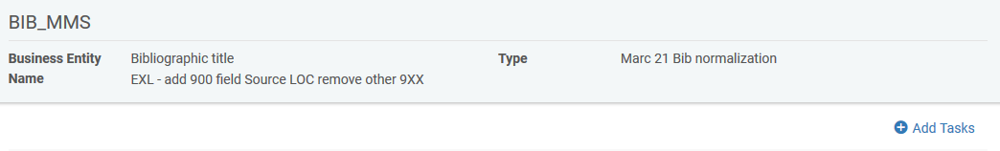 BIB_MMS
Business Entity Bibliographic title Type Marc 21 Bib normalization
Name EXL - add 900 field Source LOC remove other 9XX
Add Tasks